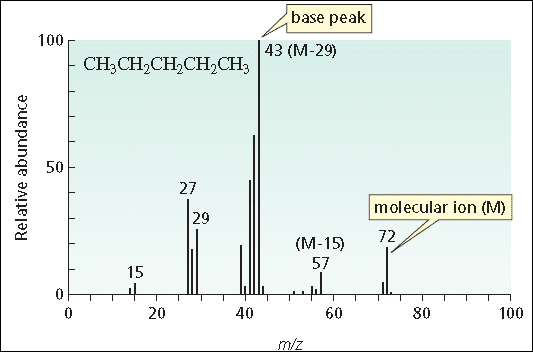 base peak
100
43 (M-29)
CH₃CH₂CH₂CH₂CH₃
Relative abundance
50
27
29
molecular ion (M)
(M-15)
57
72
15
0
0
20
40
60
80
100
m/z